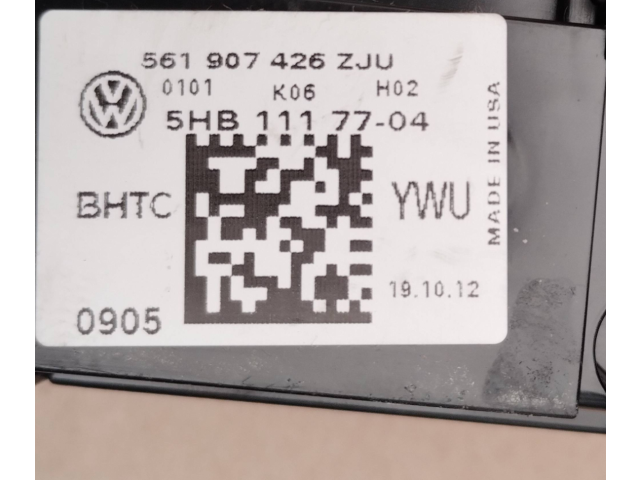 561 907 426 ZJU
0101 K06 H02
5HB 111 77-04
BHTC YWU
19.10.12
0905
MADE IN USA